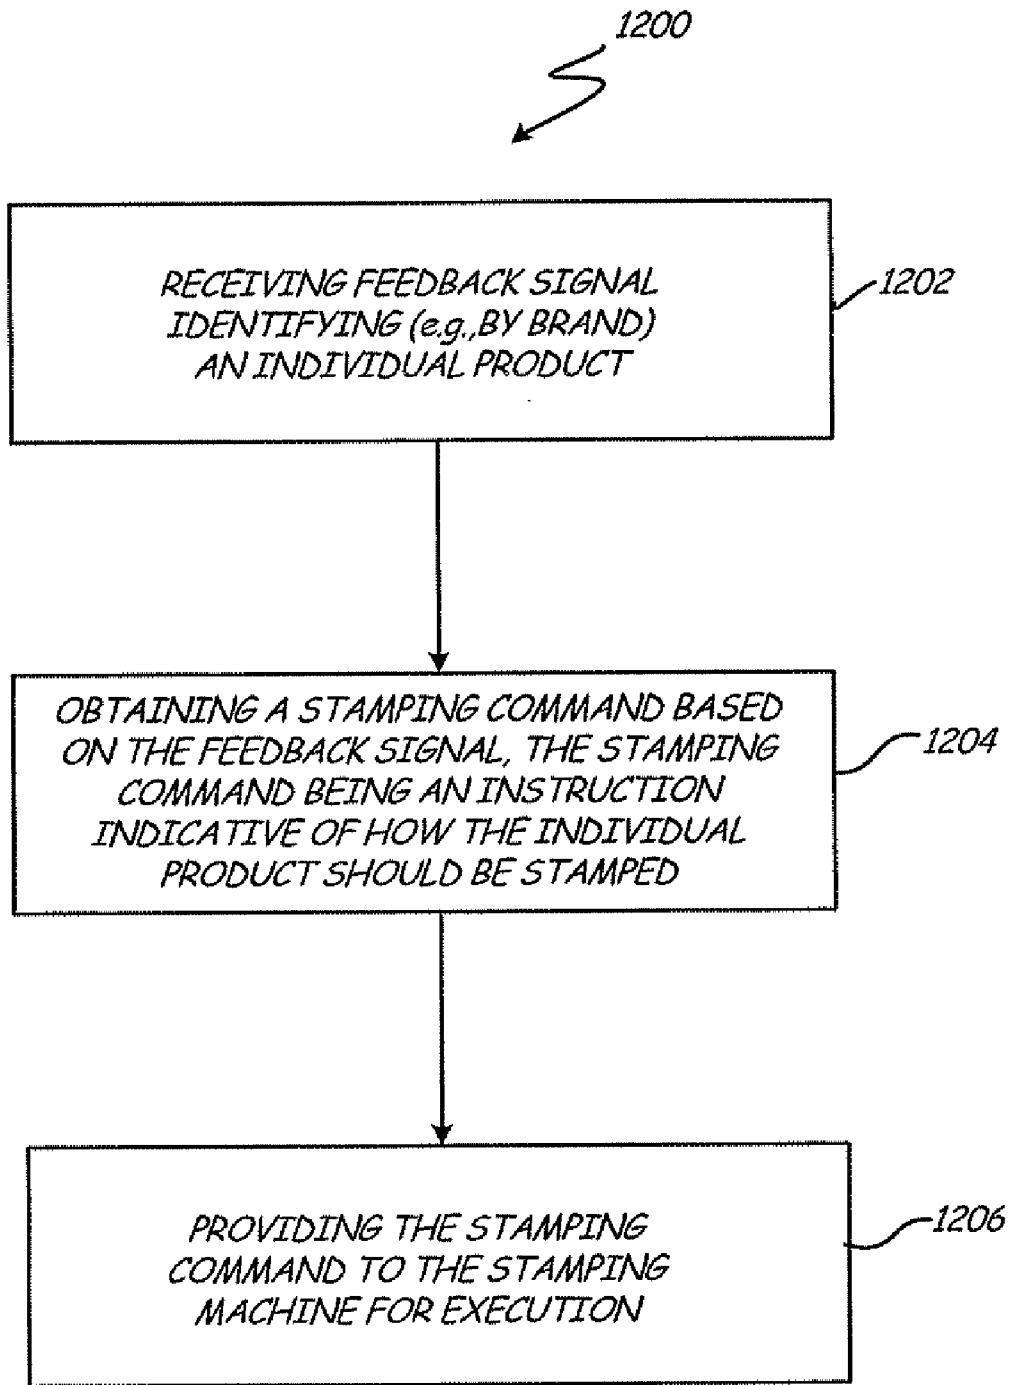 1200
RECEIVING FEEDBACK SIGNAL
IDENTIFYING (e.g.,BY BRAND)
AN INDIVIDUAL PRODUCT
1202
OBTAINING A STAMPING COMMAND BASED
ON THE FEEDBACK SIGNAL, THE STAMPING
COMMAND BEING AN INSTRUCTION
INDICATIVE OF HOW THE INDIVIDUAL
PRODUCT SHOULD BE STAMPED
1204
PROVIDING THE STAMPING
COMMAND TO THE STAMPING
MACHINE FOR EXECUTION
1206